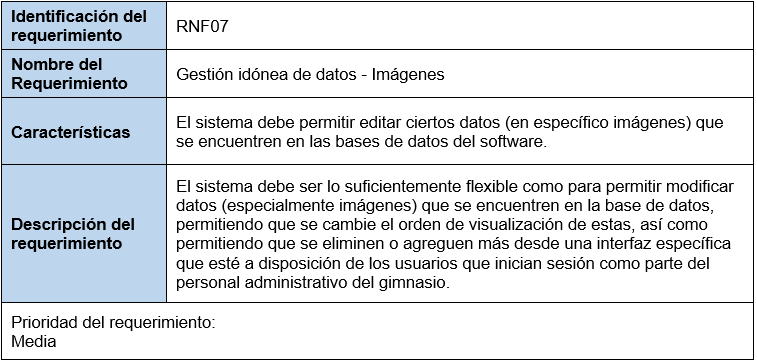 Identificación del
requerimiento
RNF07
Nombre del
Requerimiento
Gestión idónea de datos - Imágenes
Características
El sistema debe permitir editar ciertos datos (en específico imágenes) que
se encuentren en las bases de datos del software.
Descripción del
requerimiento
El sistema debe ser lo suficientemente flexible como para permitir modificar
datos (especialmente imágenes) que se encuentren en la base de datos,
permitiendo que se cambie el orden de visualización de estas, así como
permitiendo que se eliminen o agreguen más desde una interfaz específica
que esté a disposición de los usuarios que inician sesión como parte del
personal administrativo del gimnasio.
Prioridad del requerimiento:
Media